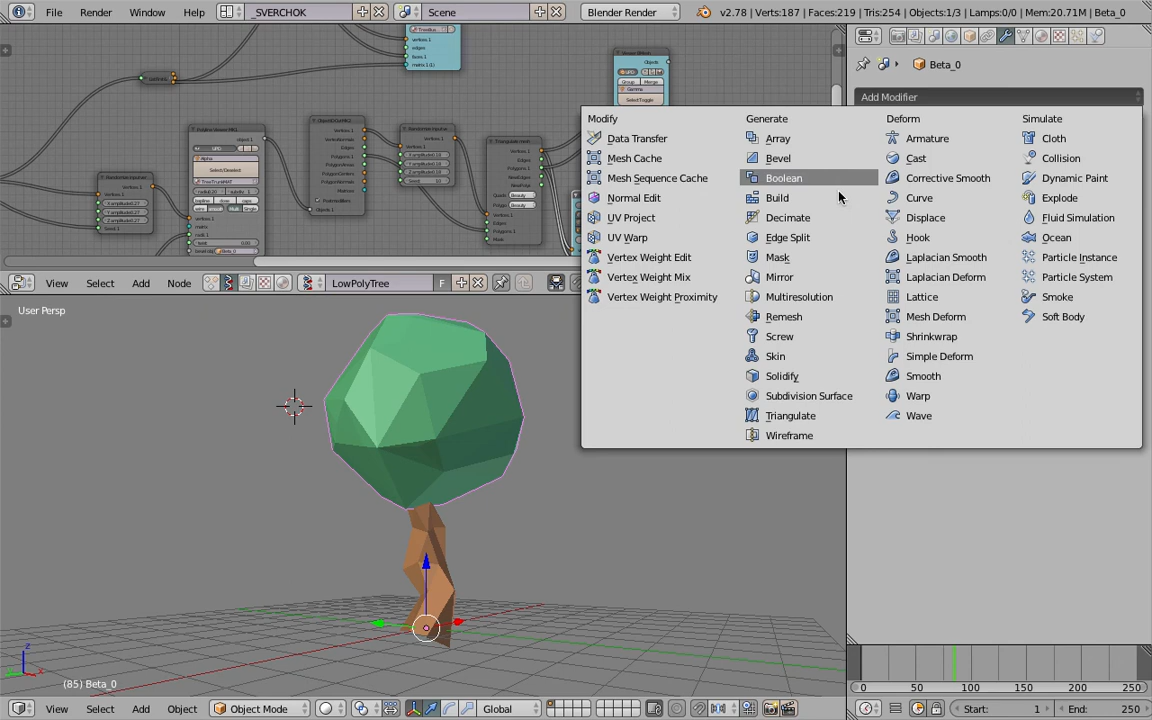 File Render Window Help _SVERCHOK Scene Blender Render v2.78 | Verts:187 | Faces:219 | Tris:254 | Objects:1/3 | Lamps:0/0 | Mem:20.71M | Beta_0
Beta_0
Add Modifier
Modify
Data Transfer
Mesh Cache
Mesh Sequence Cache
Normal Edit
UV Project
UV Warp
Vertex Weight Edit
Vertex Weight Mix
Vertex Weight Proximity
Generate
Array
Bevel
Boolean
Build
Decimate
Edge Split
Mask
Mirror
Multiresolution
Remesh
Screw
Skin
Solidify
Subdivision Surface
Triangulate
Wireframe
Deform
Armature
Cast
Corrective Smooth
Curve
Displace
Hook
Laplacian Smooth
Laplacian Deform
Lattice
Mesh Deform
Shrinkwrap
Simple Deform
Smooth
Warp
Wave
Simulate
Cloth
Collision
Dynamic Paint
Explode
Fluid Simulation
Ocean
Particle Instance
Particle System
Smoke
Soft Body
View Select Add Node LowPolyTree F
User Persp
(85) Beta_0
View Select Add Object Object Mode Global
0 50 100 150 200 250
Start: 1 End: 250